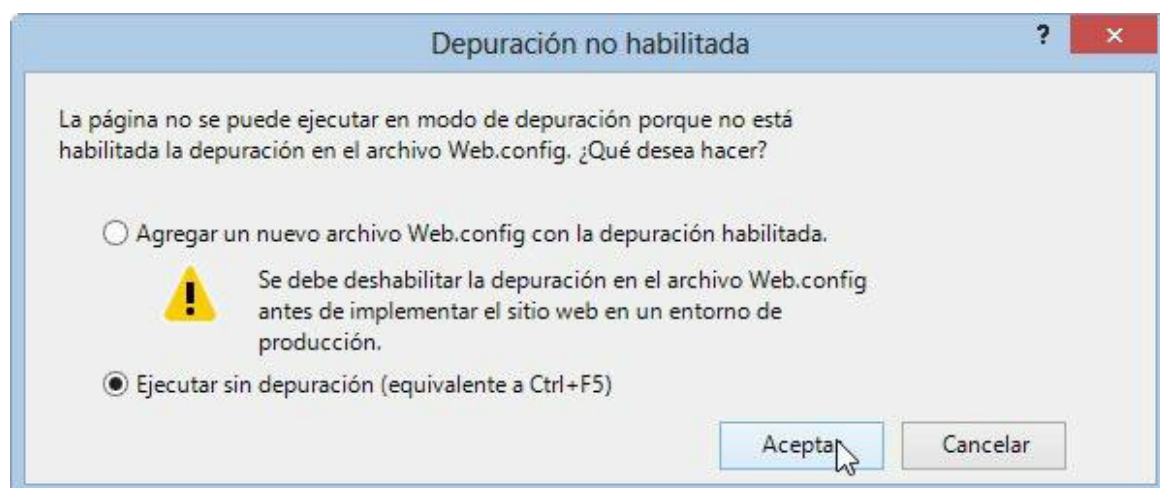 Depuración no habilitada
?
La página no se puede ejecutar en modo de depuración porque no está
habilitada la depuración en el archivo Web.config. ¿Qué desea hacer?
Agregar un nuevo archivo Web.config con la depuración habilitada.
Se debe deshabilitar la depuración en el archivo Web.config
antes de implementar el sitio web en un entorno de
producción.
Ejecutar sin depuración (equivalente a Ctrl+F5)
Aceptar
Cancelar